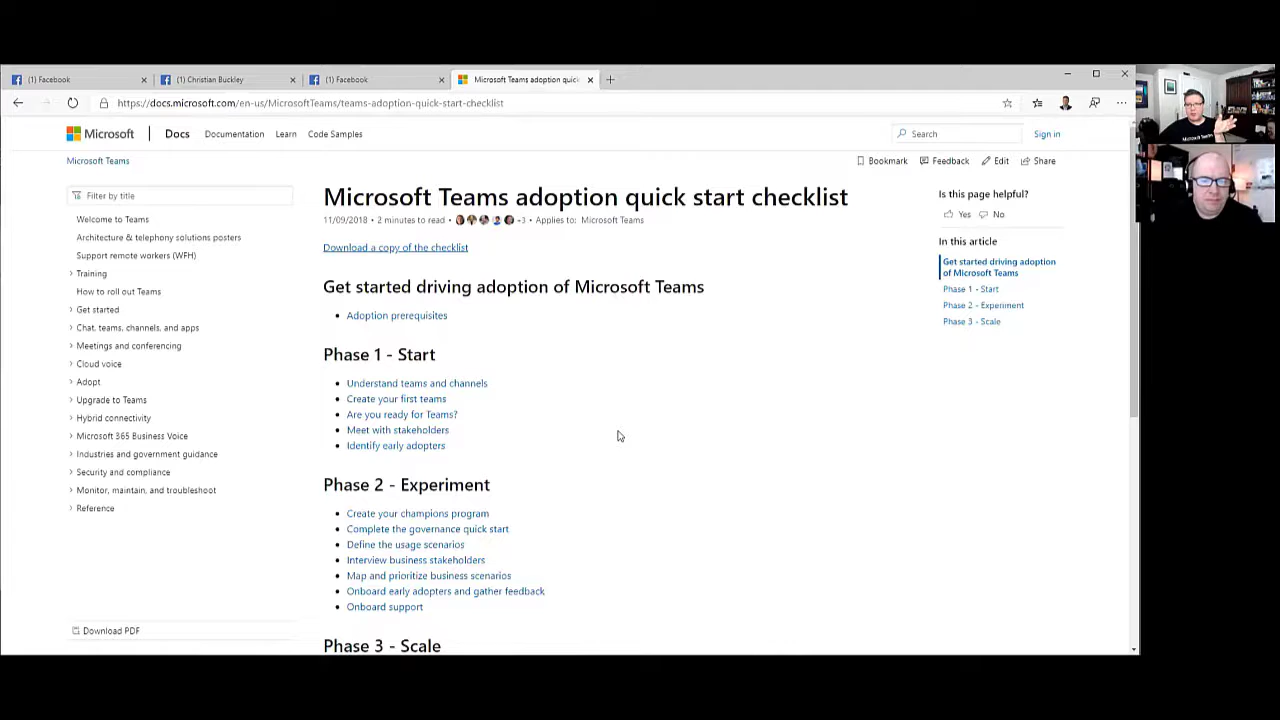 (1) Facebook
(1) Christian Buckley
(1) Facebook
Microsoft Teams adoption quick
https://docs.microsoft.com/en-us/MicrosoftTeams/teams-adoption-quick-start-checklist
Microsoft
Docs
Documentation
Learn
Code Samples
Search
Sign in
Microsoft Teams
Bookmark
Feedback
Edit
Share
Filter by title
Welcome to Teams
Architecture & telephony solutions posters
Support remote workers (WFH)
Training
How to roll out Teams
Get started
Chat, teams, channels, and apps
Meetings and conferencing
Cloud voice
Adopt
Upgrade to Teams
Hybrid connectivity
Microsoft 365 Business Voice
Industries and government guidance
Security and compliance
Monitor, maintain, and troubleshoot
Reference
Download PDF
Microsoft Teams adoption quick start checklist
11/09/2018 • 2 minutes to read • +3 • Applies to: Microsoft Teams
Download a copy of the checklist
Get started driving adoption of Microsoft Teams
• Adoption prerequisites
Phase 1 - Start
• Understand teams and channels
• Create your first teams
• Are you ready for Teams?
• Meet with stakeholders
• Identify early adopters
Phase 2 - Experiment
• Create your champions program
• Complete the governance quick start
• Define the usage scenarios
• Interview business stakeholders
• Map and prioritize business scenarios
• Onboard early adopters and gather feedback
• Onboard support
Phase 3 - Scale
Is this page helpful?
Yes
No
In this article
Get started driving adoption
of Microsoft Teams
Phase 1 - Start
Phase 2 - Experiment
Phase 3 - Scale